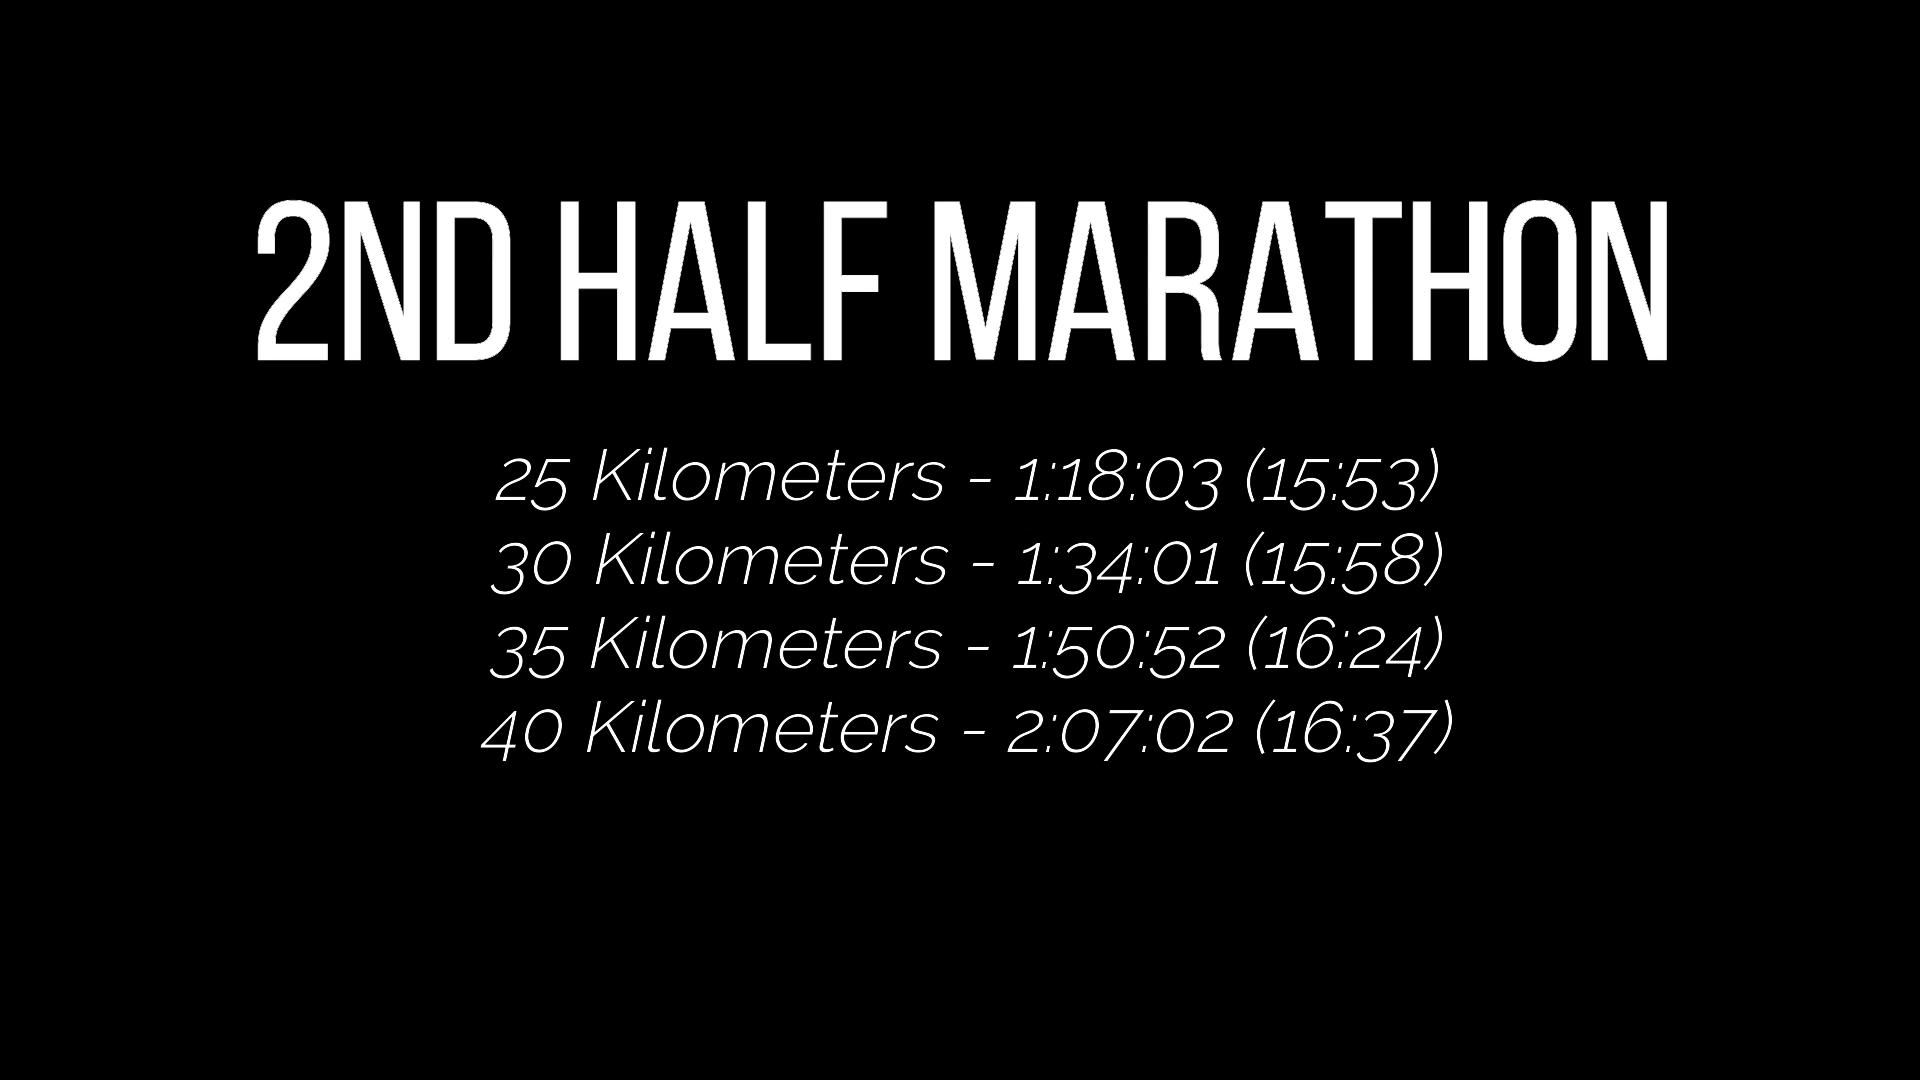 2ND HALF MARATHON
25 Kilometers - 1:18:03 (15:53)
30 Kilometers - 1:34:01 (15:58)
35 Kilometers - 1:50:52 (16:24)
40 Kilometers - 2:07:02 (16:37)